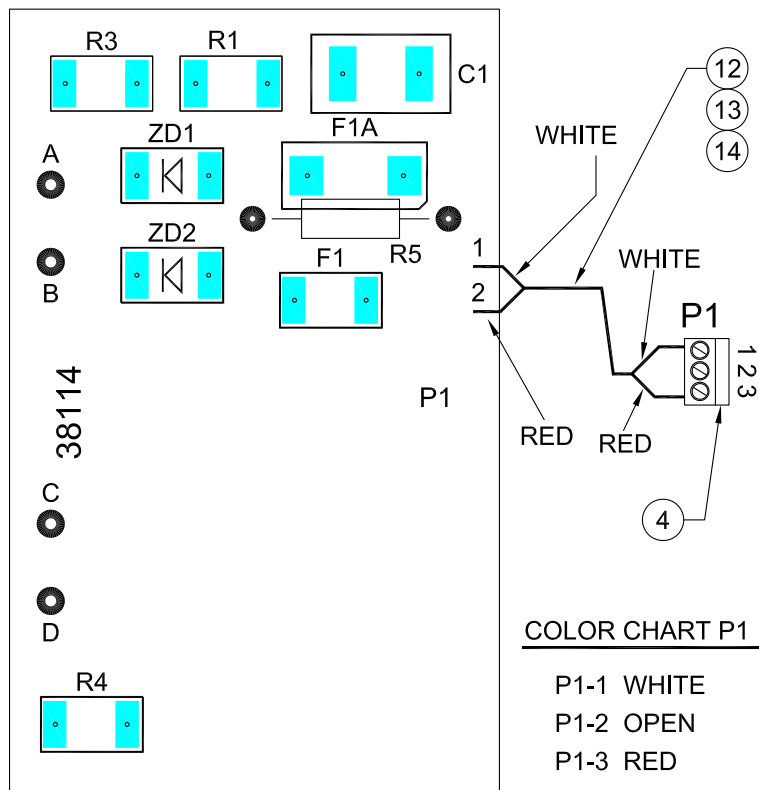 R3
R1
C1
12
13
14
ZD1
F1A
WHITE
A
R5
ZD2
F1
1
2
WHITE
B
P1
1
2
3
38114
P1
RED
RED
C
4
D
COLOR CHART P1
R4
P1-1 WHITE
P1-2 OPEN
P1-3 RED